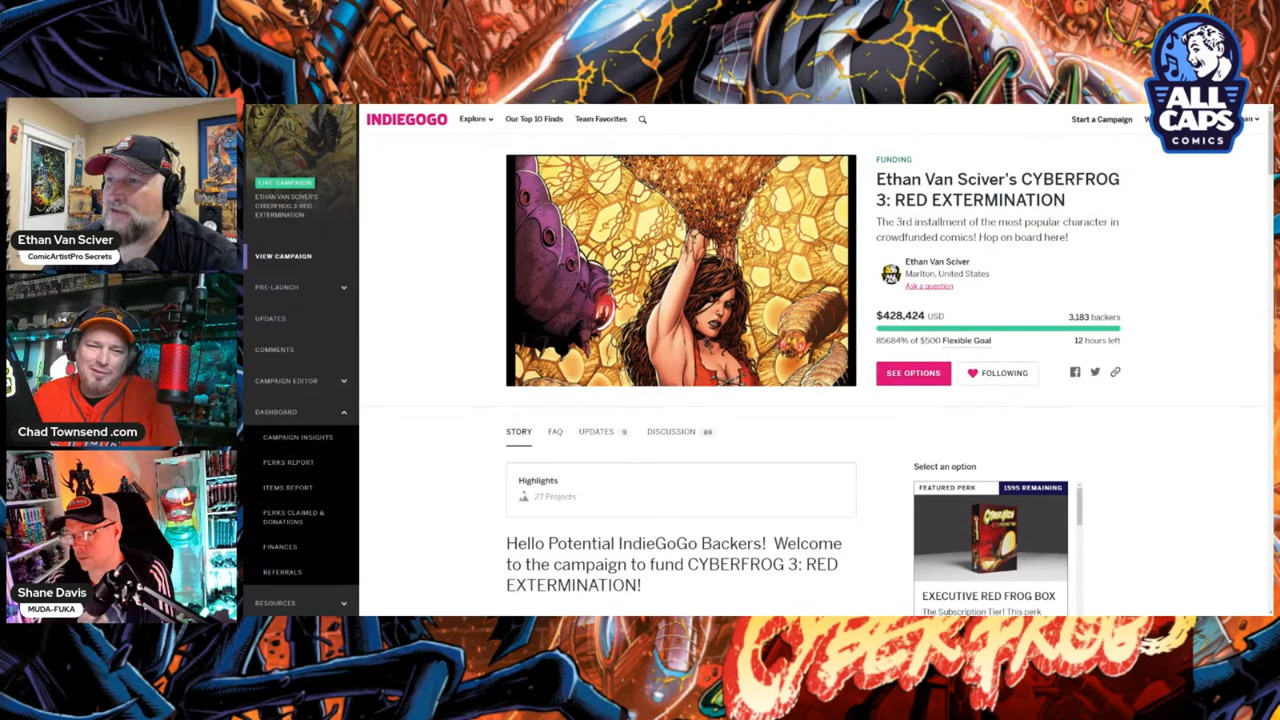 ALL
CAPS
COMICS
Ethan Van Sciver
ComicArtistPro Secrets
Chad Townsend .com
Shane Davis
MUDA-FUKA
LIVE CAMPAIGN
ETHAN VAN SCIVER'S
CYBERFROG 3: RED
EXTERMINATION
VIEW CAMPAIGN
PRE-LAUNCH
UPDATES
COMMENTS
CAMPAIGN EDITOR
DASHBOARD
CAMPAIGN INSIGHTS
PERKS REPORT
ITEMS REPORT
PERKS CLAIMED &
DONATIONS
FINANCES
REFERRALS
RESOURCES
INDIEGOGO
Explore
Our Top 10 Finds
Team Favorites
Start a Campaign
FUNDING
Ethan Van Sciver's CYBERFROG
3: RED EXTERMINATION
The 3rd installment of the most popular character in
crowdfunded comics! Hop on board here!
Ethan Van Sciver
Marlton, United States
Ask a question
$428,424 USD
3,183 backers
85684% of $500 Flexible Goal
12 hours left
SEE OPTIONS
FOLLOWING
STORY
FAQ
UPDATES 9
DISCUSSION 89
Highlights
27 Projects
Hello Potential IndieGoGo Backers! Welcome
to the campaign to fund CYBERFROG 3: RED
EXTERMINATION!
Select an option
FEATURED PERK
1595 REMAINING
CYBERFROG
EXECUTIVE RED FROG BOX
The Subscription Tier! This perk
CYBERFROG